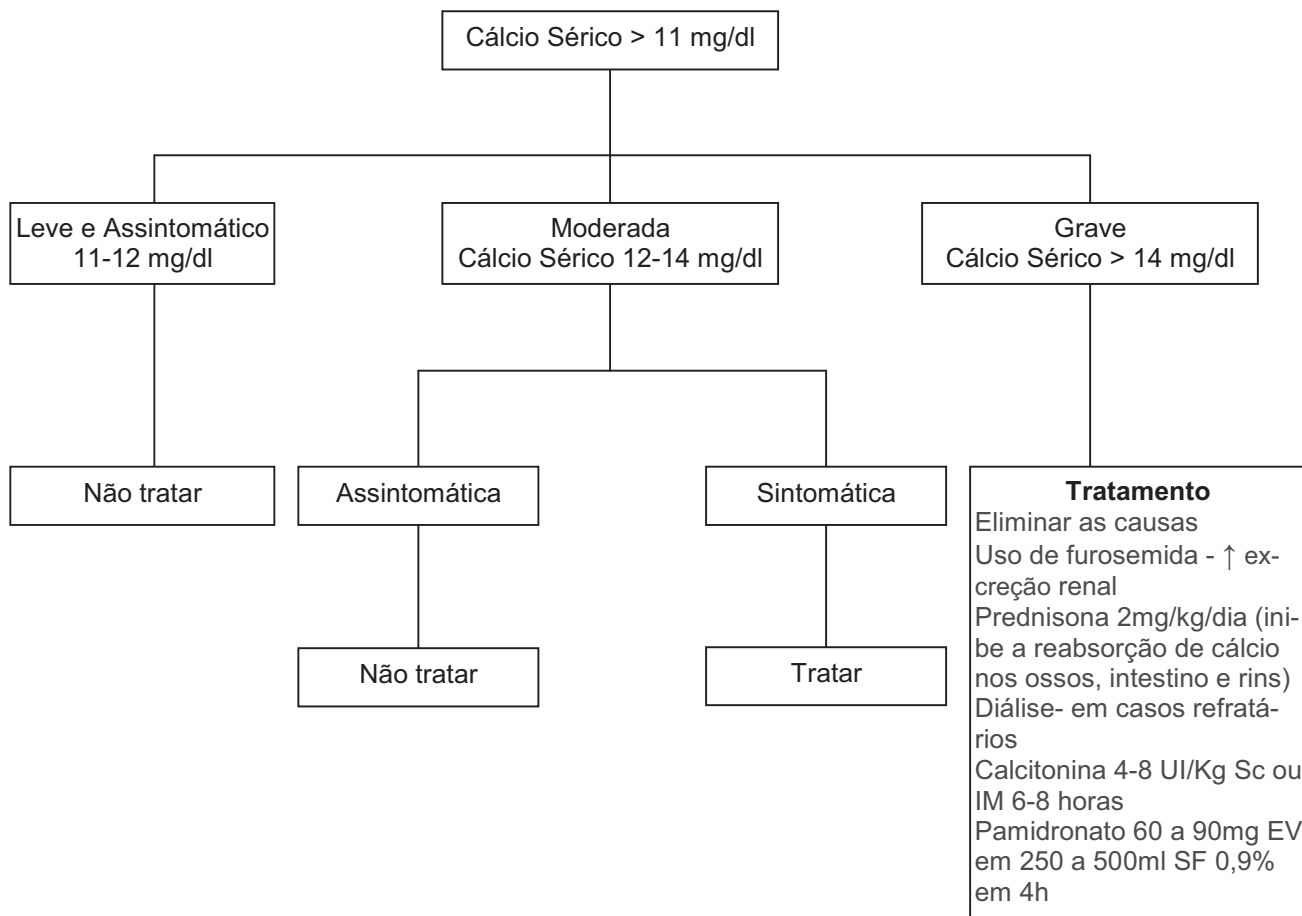 Cálcio Sérico > 11 mg/dl
Leve e Assintomático
11-12 mg/dl
Moderada
Cálcio Sérico 12-14 mg/dl
Grave
Cálcio Sérico > 14 mg/dl
Não tratar
Assintomática
Sintomática
Não tratar
Tratar
Tratamento
Eliminar as causas
Uso de furosemida - ↑ ex-
creção renal
Prednisona 2mg/kg/dia (ini-
be a reabsorção de cálcio
nos ossos, intestino e rins)
Diálise- em casos refratá-
rios
Calcitonina 4-8 UI/Kg Sc ou
IM 6-8 horas
Pamidronato 60 a 90mg EV
em 250 a 500ml SF 0,9%
em 4h